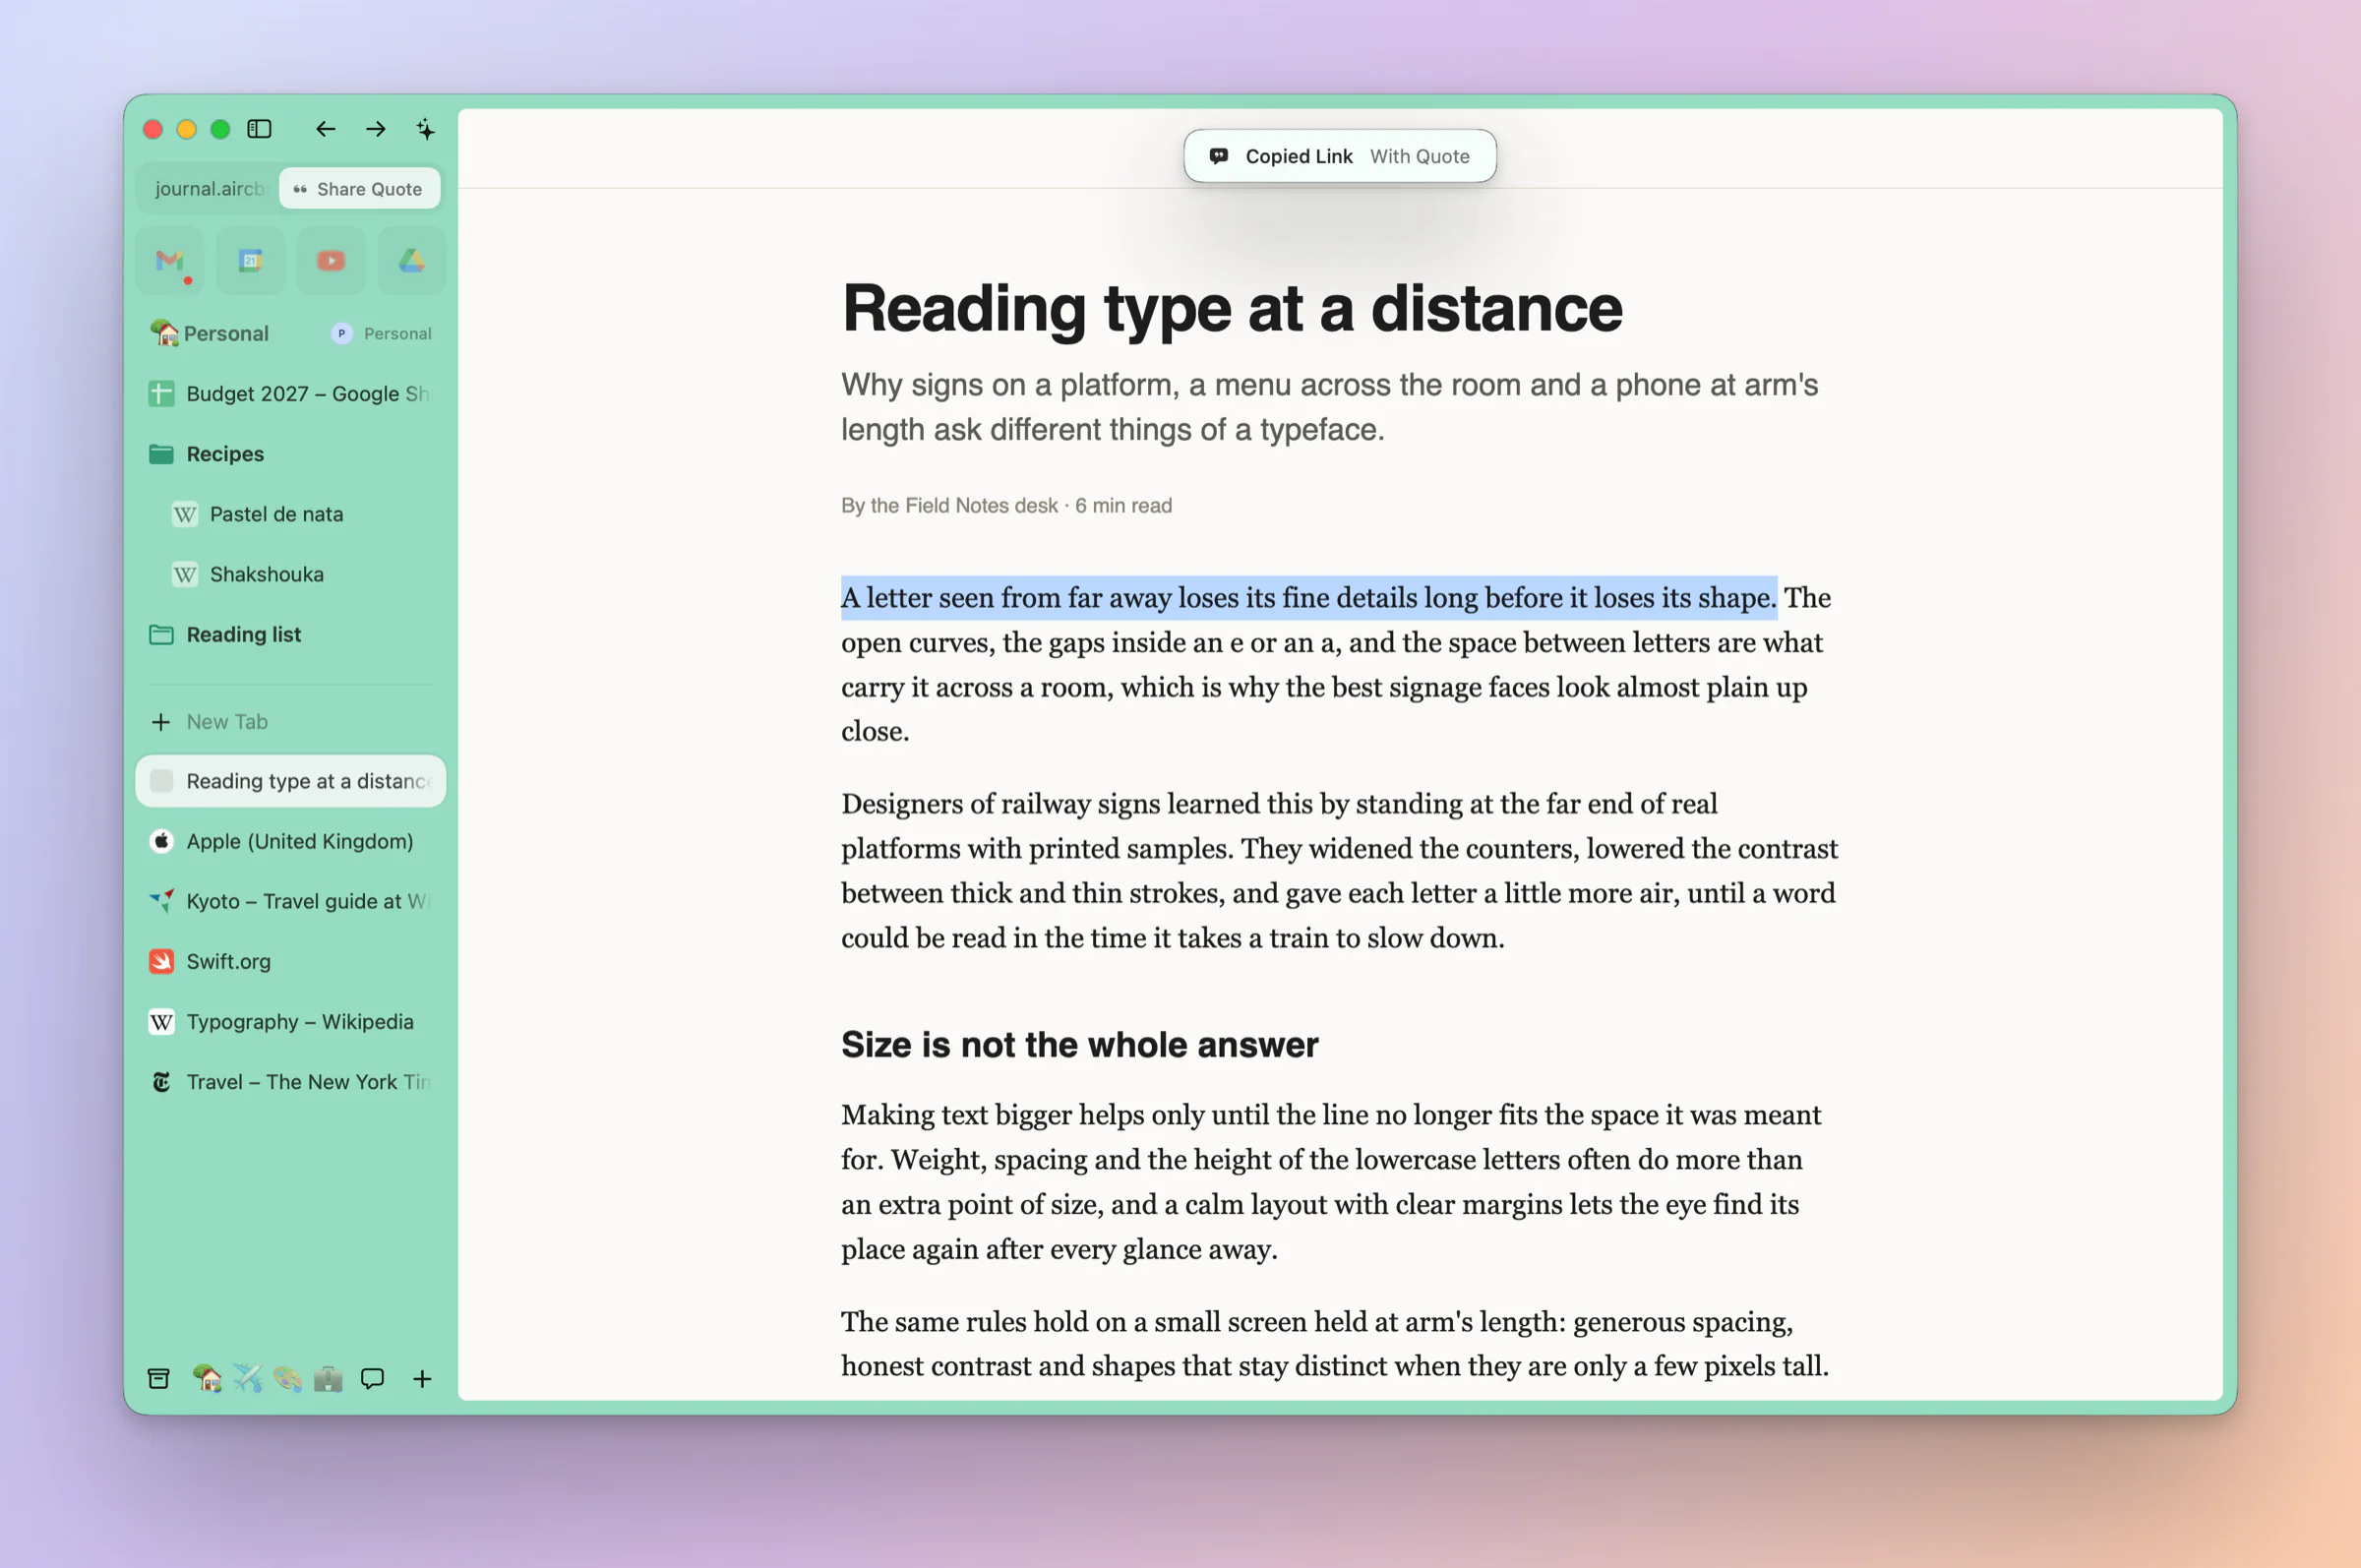 journal.aircb
Share Quote
21
Personal
P
Personal
Budget 2027 – Google Sh
Recipes
W
Pastel de nata
W
Shakshouka
Reading list
New Tab
Reading type at a distance
Apple (United Kingdom)
Kyoto – Travel guide at Wi
Swift.org
W
Typography – Wikipedia
Travel – The New York Tim
Copied Link With Quote
Reading type at a distance
Why signs on a platform, a menu across the room and a phone at arm's
length ask different things of a typeface.
By the Field Notes desk · 6 min read
A letter seen from far away loses its fine details long before it loses its shape. The
open curves, the gaps inside an e or an a, and the space between letters are what
carry it across a room, which is why the best signage faces look almost plain up
close.
Designers of railway signs learned this by standing at the far end of real
platforms with printed samples. They widened the counters, lowered the contrast
between thick and thin strokes, and gave each letter a little more air, until a word
could be read in the time it takes a train to slow down.
Size is not the whole answer
Making text bigger helps only until the line no longer fits the space it was meant
for. Weight, spacing and the height of the lowercase letters often do more than
an extra point of size, and a calm layout with clear margins lets the eye find its
place again after every glance away.
The same rules hold on a small screen held at arm's length: generous spacing,
honest contrast and shapes that stay distinct when they are only a few pixels tall.